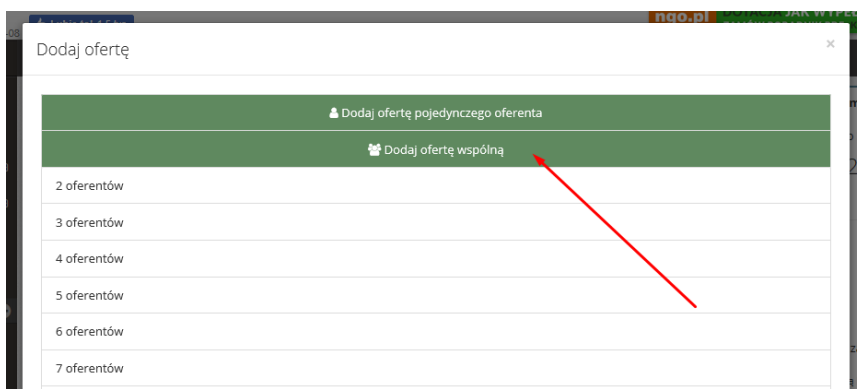 ngo.pl
Dodaj ofertę
×
Dodaj ofertę pojedynczego oferenta
Dodaj ofertę wspólną
2 oferentów
3 oferentów
4 oferentów
5 oferentów
6 oferentów
7 oferentów